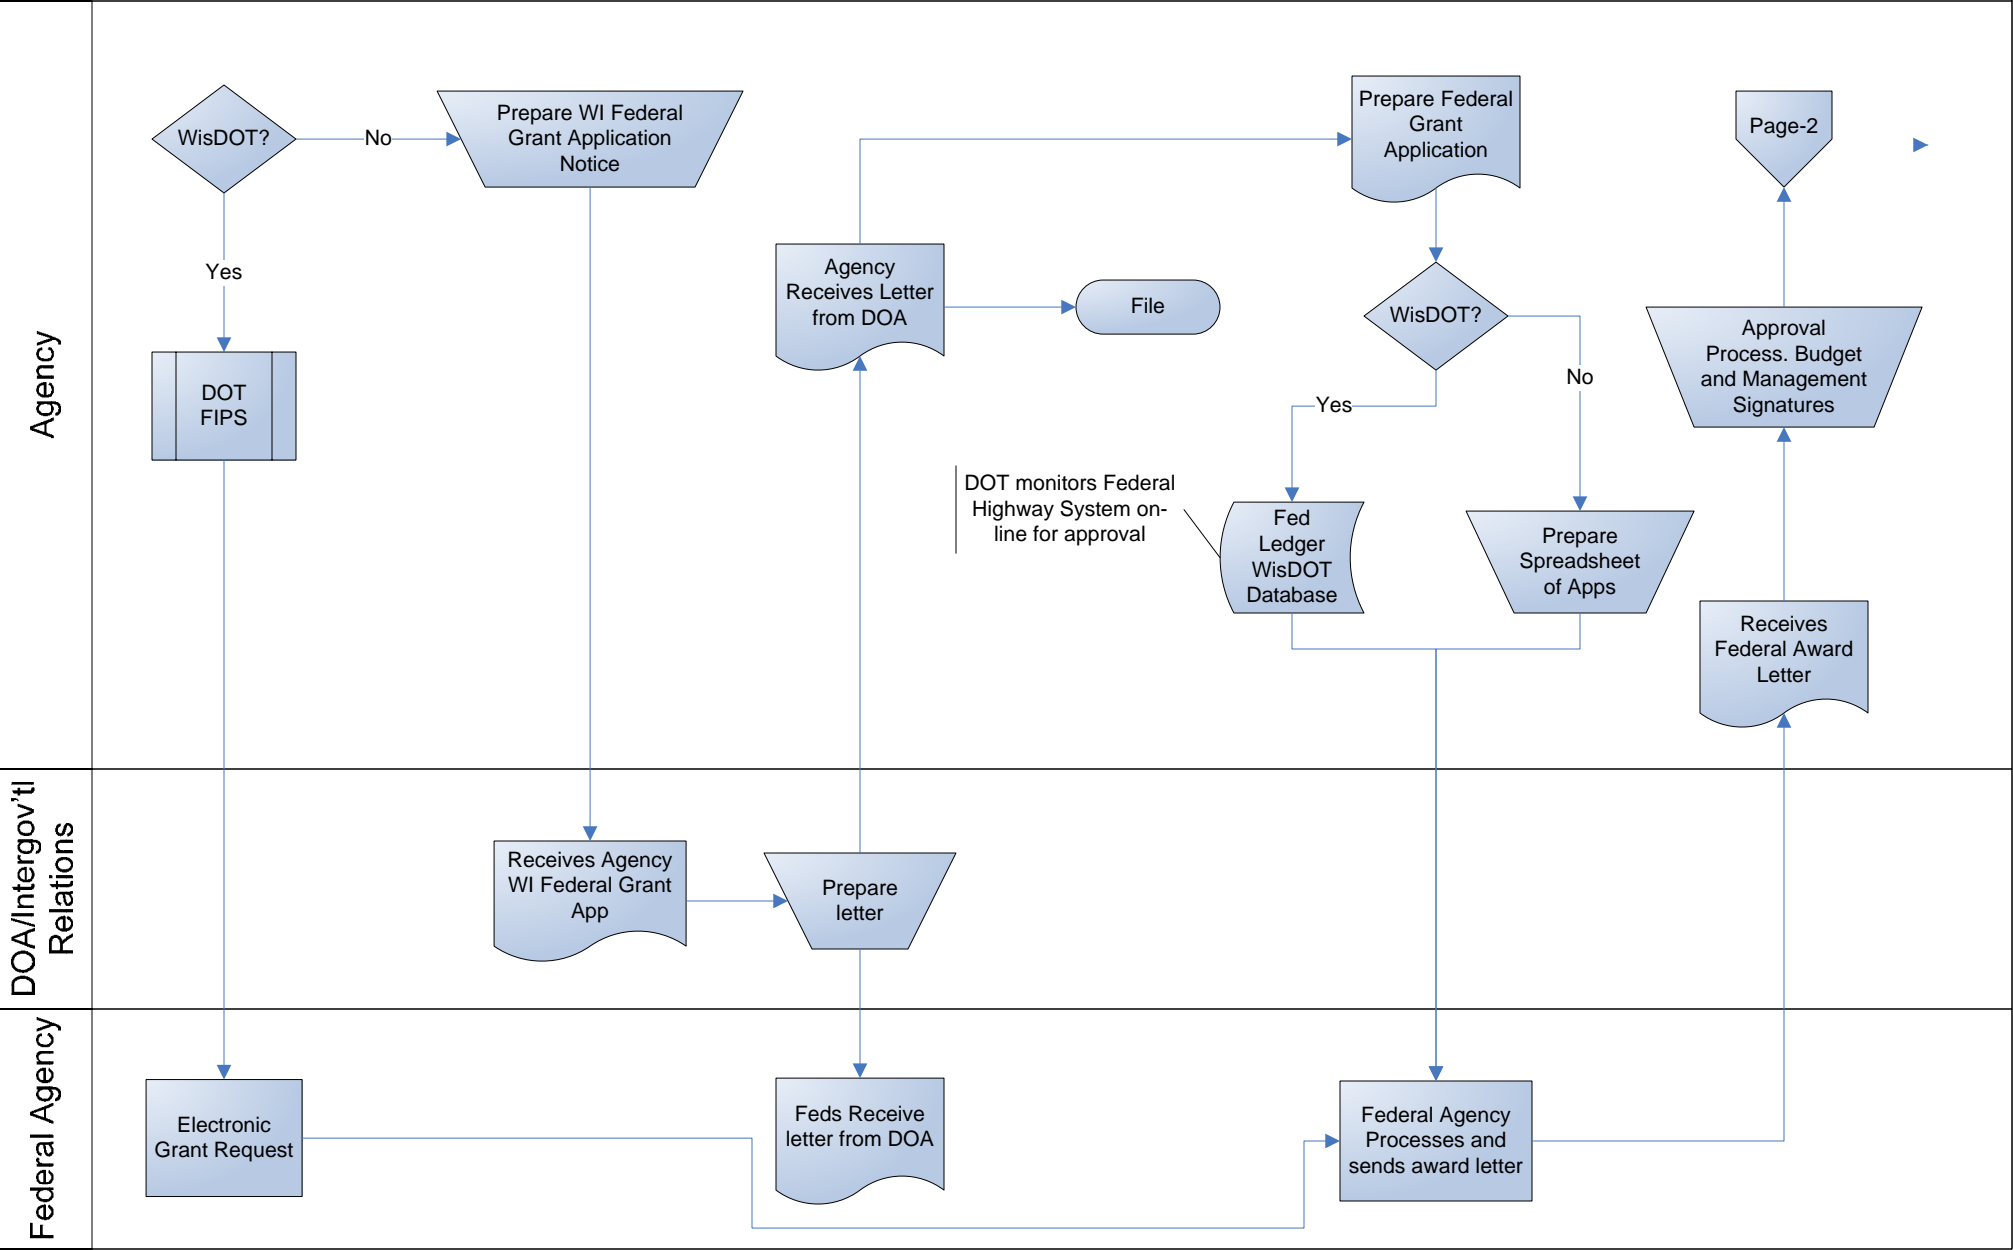 Agency
WisDOT?
No
Prepare WI Federal
Grant Application
Notice
Yes
DOT
FIPS
Agency
Receives Letter
from DOA
File
Prepare Federal
Grant
Application
WisDOT?
Yes
No
DOT monitors Federal
Highway System on-
line for approval
Fed
Ledger
WisDOT
Database
Prepare
Spreadsheet
of Apps
Page-2
Approval
Process. Budget
and Management
Signatures
Receives
Federal Award
Letter
DOA/Intergov'tl
Relations
Receives Agency
WI Federal Grant
App
Prepare
letter
Federal Agency
Electronic
Grant Request
Feds Receive
letter from DOA
Federal Agency
Processes and
sends award letter